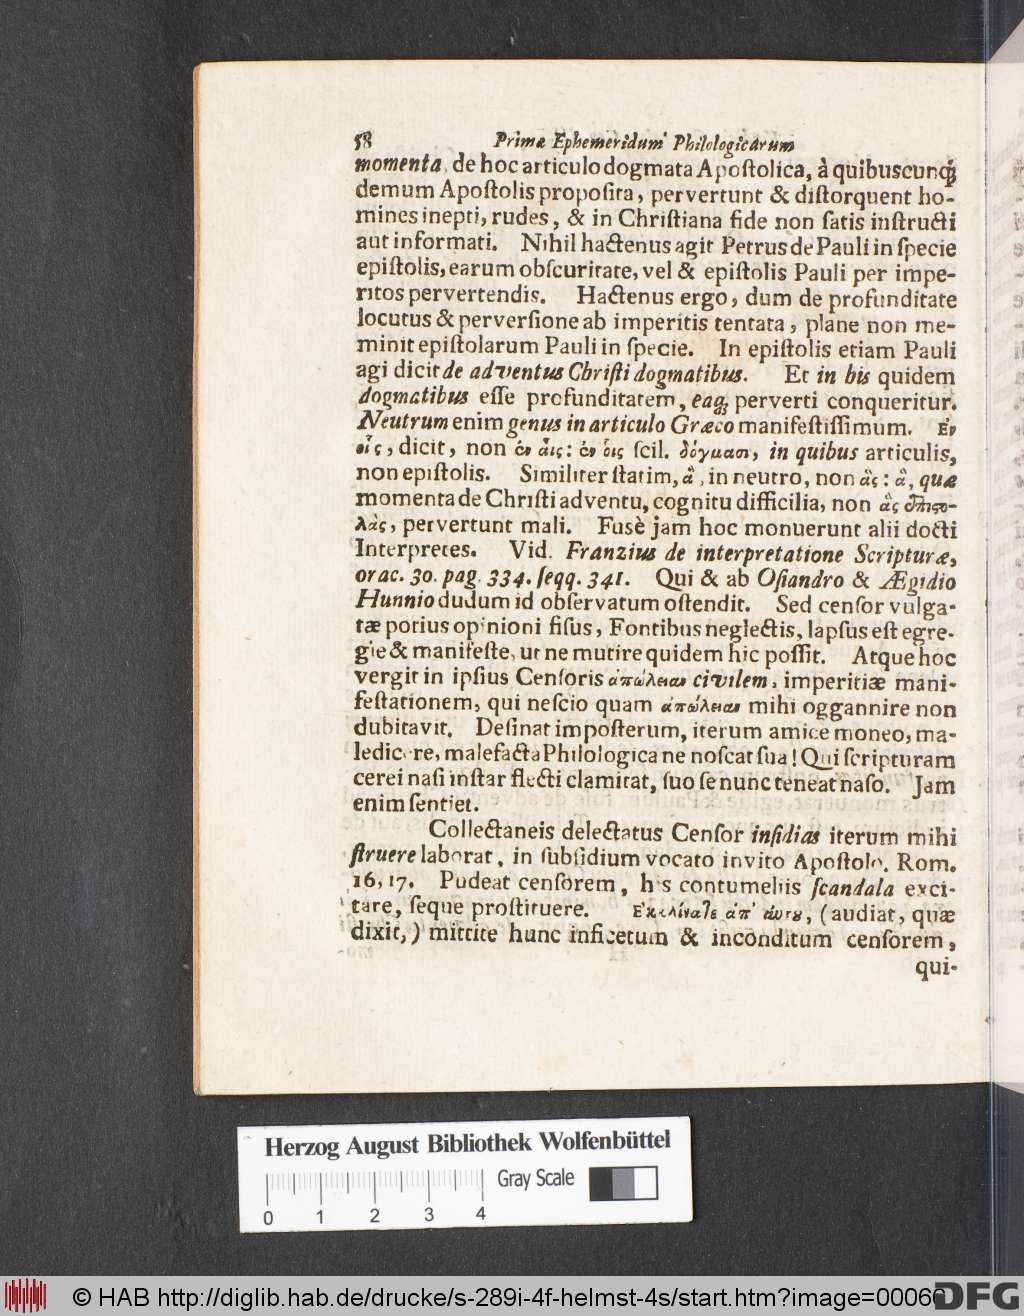 58 Primæ Ephemeridum Philologicarum
momenta, de hoc articulo dogmata Apoſtolica, à quibuscunq́;
demum Apoſtolis propoſita, pervertunt & diſtorquent ho-
mines inepti, rudes, & in Chriſtiana fide non ſatis inſtructi
aut informati. Nihil hactenus agit Petrus de Pauli in ſpecie
epiſtolis, earum obſcuritate, vel & epiſtolis Pauli per impe-
ritos pervertendis. Hactenus ergo, dum de profunditate
locutus & perverſione ab imperitis tentata, plane non me-
minit epiſtolarum Pauli in ſpecie. In epiſtolis etiam Pauli
agi dicit de adventus Chriſti dogmatibus. Et in his quidem
dogmatibus eſſe profunditatem, eaq; perverti conqueritur.
Neutrum enim genus in articulo Græco manifeſtiſſimum. Ἐν
οἷς, dicit, non ἐν αἷς: ἐν οἷς ſcil. δόγμασι, in quibus articulis,
non epiſtolis. Similiter ſtatim, ἃ, in neutro, non ἃς: ἃ, quæ
momenta de Chriſti adventu, cognitu difficilia, non ἃς ἐπιστο-
λὰς, pervertunt mali. Fusè jam hoc monuerunt alii docti
Interpretes. Vid. Franzius de interpretatione Scripturæ,
orac. 30. pag. 334. ſeqq. 341. Qui & ab Oſiandro & Ægidio
Hunnio dudum id obſervatum oſtendit. Sed cenſor vulga-
tæ potius opinioni fiſus, Fontibus neglectis, lapſus eſt egre-
gie & manifeſte, ut ne mutire quidem hic poſſit. Atque hoc
vergit in ipſius Cenſoris ἀπώλειαν civilem, imperitiæ mani-
feſtationem, qui neſcio quam ἀπώλειαν mihi oggannire non
dubitavit. Deſinat impoſterum, iterum amice moneo, ma-
ledicere, malefacta Philologica ne noſcat ſua! Qui ſcripturam
cerei naſi inſtar flecti clamitat, ſuo ſe nunc teneat naſo. Jam
enim ſentiet.
Collectaneis delectatus Cenſor inſidias iterum mihi
ſtruere laborat, in ſubſidium vocato invito Apoſtolo. Rom.
16, 17. Pudeat cenſorem, his contumeliis ſcandala exci-
tare, ſeque proſtituere. Ἐκκλίνατε ἀπ' αὐτοῦ, (audiat, quæ
dixit,) mittite hunc inficetum & inconditum cenſorem,
qui-
Herzog August Bibliothek Wolfenbüttel
Gray Scale
0 1 2 3 4
© HAB http://diglib.hab.de/drucke/s-289i-4f-helmst-4s/start.htm?image=00060
DFG